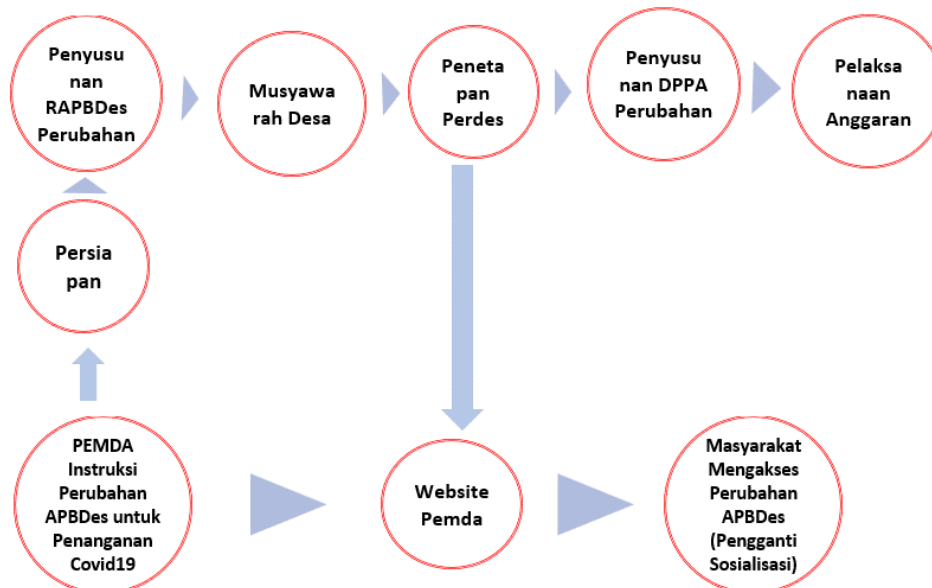 Penyusu
nan
RAPBDes
Perubahan
Musyawa
rah Desa
Peneta
pan
Perdes
Penyusu
nan DPPA
Perubahan
Pelaksa
naan
Anggaran
Persia
pan
PEMDA
Instruksi
Perubahan
APBDes untuk
Penanganan
Covid19
Website
Pemda
Masyarakat
Mengakses
Perubahan
APBDes
(Pengganti
Sosialisasi)